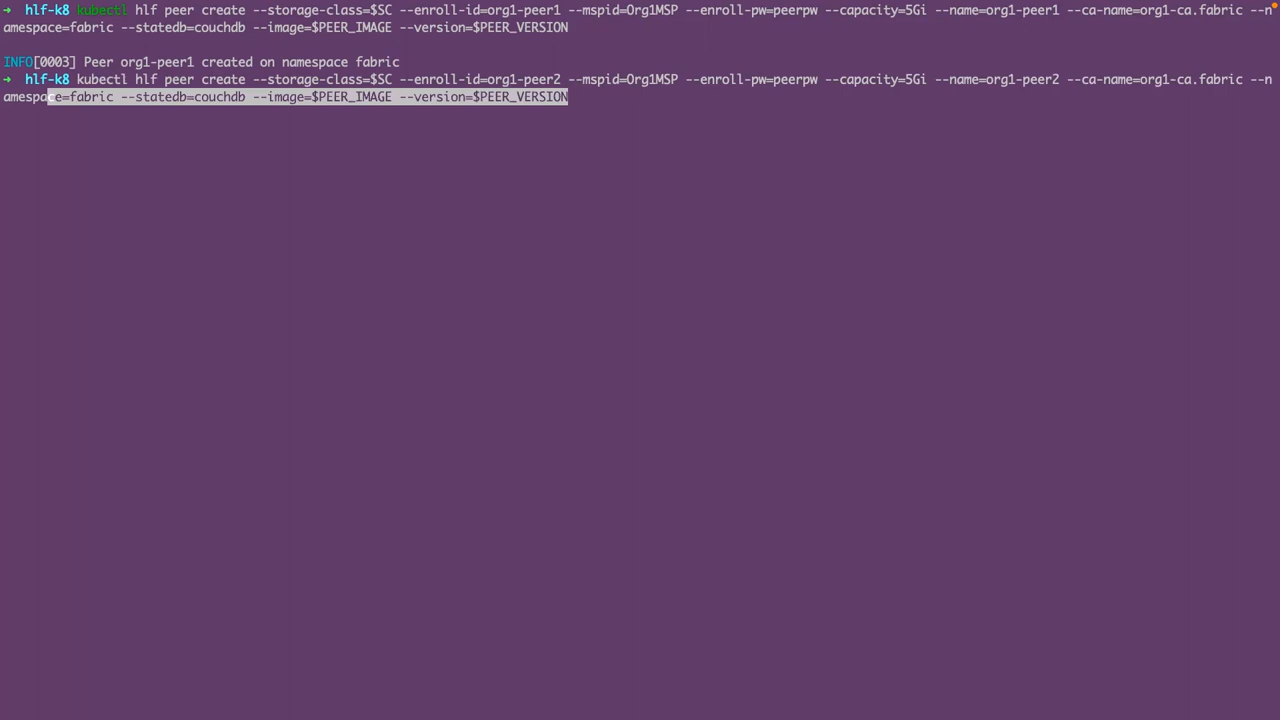 ➜  hlf-k8 kubectl hlf peer create --storage-class=$SC --enroll-id=org1-peer1 --mspid=Org1MSP --enroll-pw=peerpw --capacity=5Gi --name=org1-peer1 --ca-name=org1-ca.fabric --n
amespace=fabric --statedb=couchdb --image=$PEER_IMAGE --version=$PEER_VERSION
INFO[0003] Peer org1-peer1 created on namespace fabric
➜  hlf-k8 kubectl hlf peer create --storage-class=$SC --enroll-id=org1-peer2 --mspid=Org1MSP --enroll-pw=peerpw --capacity=5Gi --name=org1-peer2 --ca-name=org1-ca.fabric --n
amespace=fabric --statedb=couchdb --image=$PEER_IMAGE --version=$PEER_VERSION